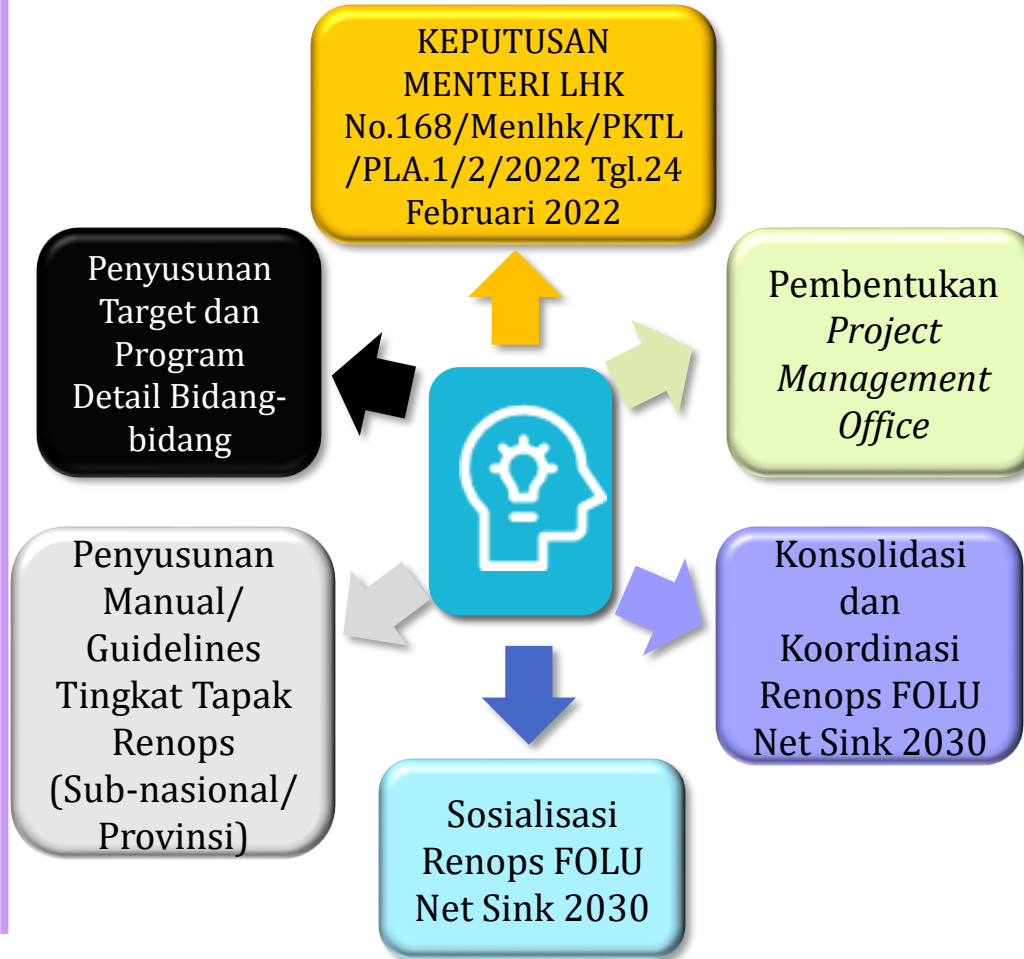 KEPUTUSAN
MENTERI LHK
No.168/Menlhk/PKTL
/PLA.1/2/2022 Tgl.24
Februari 2022
Pembentukan
Project
Management
Office
Konsolidasi
dan
Koordinasi
Renops FOLU
Net Sink 2030
Sosialisasi
Renops FOLU
Net Sink 2030
Penyusunan
Manual/
Guidelines
Tingkat Tapak
Renops
(Sub-nasional/
Provinsi)
Penyusunan
Target dan
Program
Detail Bidang-
bidang